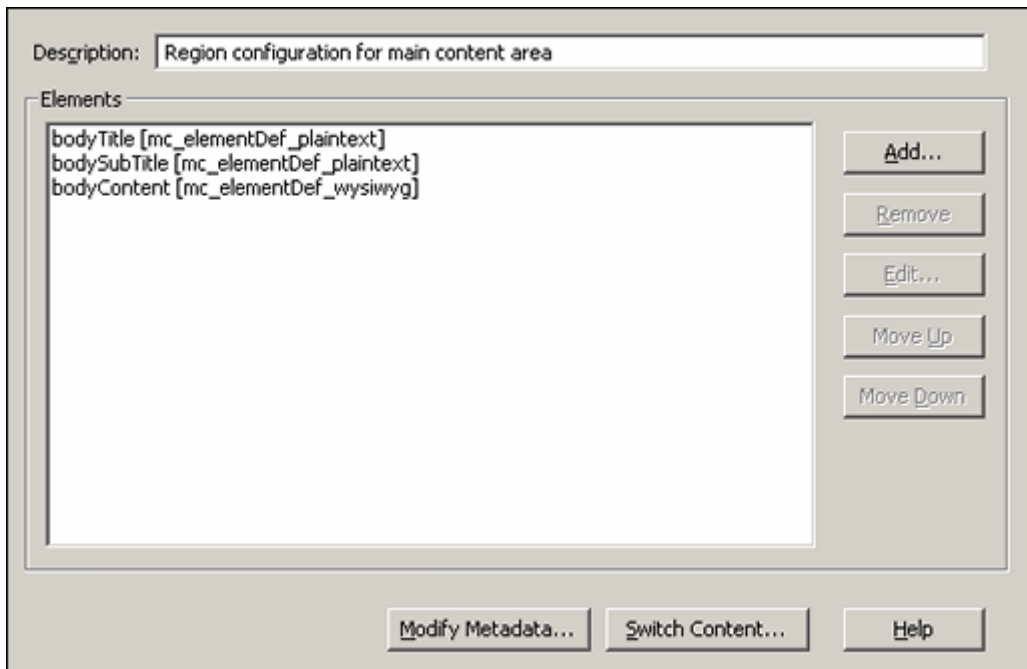 Description: Region configuration for main content area
Elements
bodyTitle [mc_elementDef_plaintext]
bodySubTitle [mc_elementDef_plaintext]
bodyContent [mc_elementDef_wysiwyg]
Add...
Remove
Edit...
Move Up
Move Down
Modify Metadata... Switch Content... Help